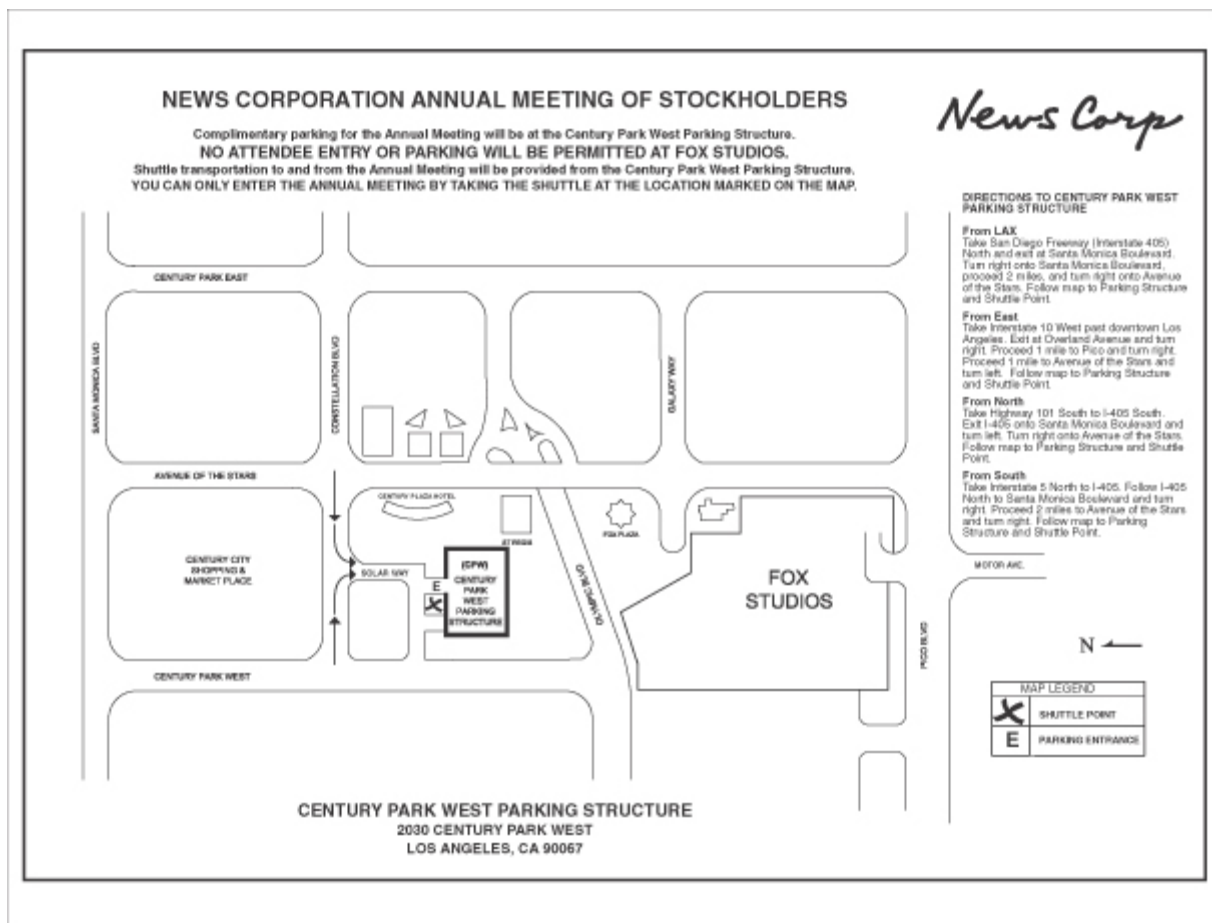 NEWS CORPORATION ANNUAL MEETING OF STOCKHOLDERS
News Corp
Complimentary parking for the Annual Meeting will be at the Century Park West Parking Structure.
NO ATTENDEE ENTRY OR PARKING WILL BE PERMITTED AT FOX STUDIOS.
Shuttle transportation to and from the Annual Meeting will be provided from the Century Park West Parking Structure.
YOU CAN ONLY ENTER THE ANNUAL MEETING BY TAKING THE SHUTTLE AT THE LOCATION MARKED ON THE MAP.
DIRECTIONS TO CENTURY PARK WEST
PARKING STRUCTURE
From LAX
Take San Diego Freeway (Interstate 405)
North and exit at Santa Monica Boulevard.
Turn right onto Santa Monica Boulevard,
proceed 2 miles, and turn right onto Avenue
of the Stars. Follow map to Parking Structure
and Shuttle Point.
From East
Take Interstate 10 West past downtown Los
Angeles. Exit at Overland Avenue and turn
right. Proceed 1 mile to Pico and turn right.
Proceed 1 mile to Avenue of the Stars and
turn left. Follow map to Parking Structure
and Shuttle Point.
From North
Take Highway 101 South to I-405 South.
Exit I-405 onto Santa Monica Boulevard and
turn left. Turn right onto Avenue of the Stars.
Follow map to Parking Structure and Shuttle
Point.
From South
Take Interstate 5 North to I-405. Follow I-405
North to Santa Monica Boulevard and turn
right. Proceed 2 miles to Avenue of the Stars
and turn right. Follow map to Parking
Structure and Shuttle Point.
CENTURY PARK EAST
SANTA MONICA BLVD
CONSTELLATION BLVD
GALAXY WAY
AVENUE OF THE STARS
CENTURY PLAZA HOTEL
FOX PLAZA
CENTURY CITY
SHOPPING &
MARKET PLACE
SOLAR WAY
E
(CPW)
CENTURY
PARK
WEST
PARKING
STRUCTURE
OLYMPIC BLVD
FOX
STUDIOS
MOTOR AVE.
PICO BLVD
CENTURY PARK WEST
N
MAP LEGEND
SHUTTLE POINT
E PARKING ENTRANCE
CENTURY PARK WEST PARKING STRUCTURE
2030 CENTURY PARK WEST
LOS ANGELES, CA 90067